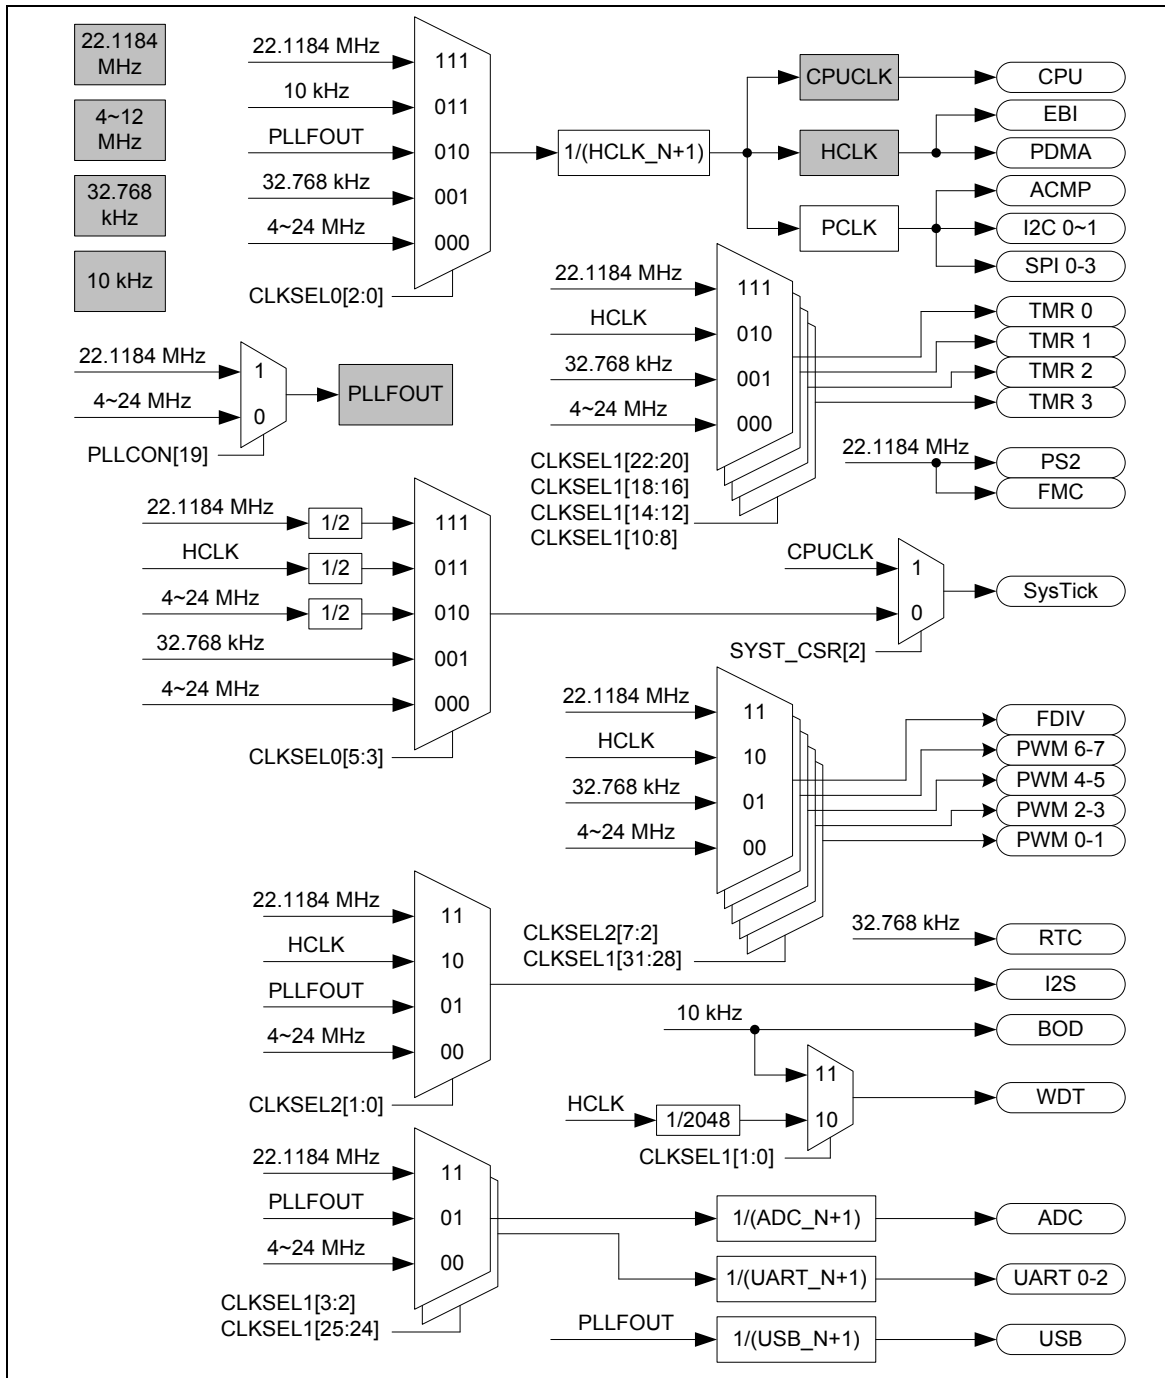 22.1184
MHz
4~12
MHz
32.768
kHz
10 kHz
22.1184 MHz
10 kHz
PLLFOUT
32.768 kHz
4~24 MHz
111
011
010
001
000
CLKSEL0[2:0]
1/(HCLK_N+1)
CPUCLK
HCLK
PCLK
CPU
EBI
PDMA
ACMP
I2C 0~1
SPI 0-3
22.1184 MHz
4~24 MHz
1
0
PLLCON[19]
PLLFOUT
22.1184 MHz
HCLK
32.768 kHz
4~24 MHz
111
010
001
000
CLKSEL1[22:20]
CLKSEL1[18:16]
CLKSEL1[14:12]
CLKSEL1[10:8]
TMR 0
TMR 1
TMR 2
TMR 3
22.1184 MHz
PS2
FMC
22.1184 MHz
HCLK
4~24 MHz
32.768 kHz
4~24 MHz
1/2
1/2
1/2
111
011
010
001
000
CLKSEL0[5:3]
CPUCLK
1
0
SYST_CSR[2]
SysTick
22.1184 MHz
HCLK
32.768 kHz
4~24 MHz
11
10
01
00
CLKSEL2[7:2]
CLKSEL1[31:28]
FDIV
PWM 6-7
PWM 4-5
PWM 2-3
PWM 0-1
22.1184 MHz
HCLK
PLLFOUT
4~24 MHz
11
10
01
00
CLKSEL2[1:0]
32.768 kHz
RTC
I2S
10 kHz
BOD
HCLK
1/2048
11
10
CLKSEL1[1:0]
WDT
22.1184 MHz
PLLFOUT
4~24 MHz
11
01
00
CLKSEL1[3:2]
CLKSEL1[25:24]
1/(ADC_N+1)
ADC
1/(UART_N+1)
UART 0-2
PLLFOUT
1/(USB_N+1)
USB